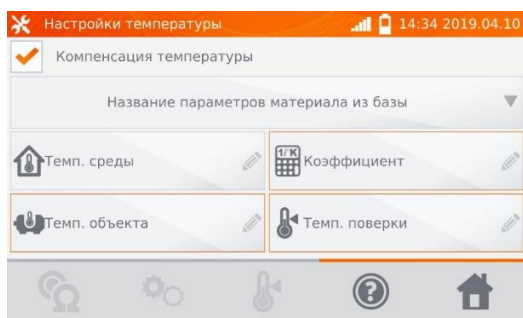 Настройки температуры 14:34 2019.04.10
Компенсация температуры
Название параметров материала из базы
Темп. среды
1/K Коэффициент
Темп. объекта
Темп. поверки
Ω
?